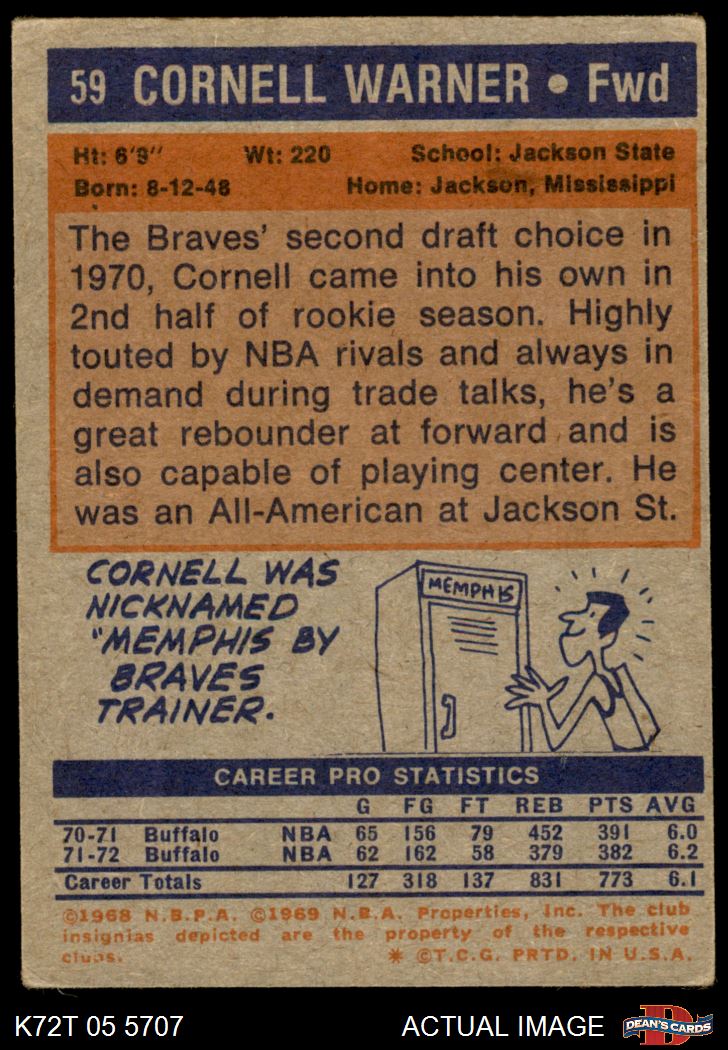 59 CORNELL WARNER • Fwd
Ht: 6'9" Wt: 220 School: Jackson State
Born: 8-12-48 Home: Jackson, Mississippi
The Braves' second draft choice in
1970, Cornell came into his own in
2nd half of rookie season. Highly
touted by NBA rivals and always in
demand during trade talks, he's a
great rebounder at forward and is
also capable of playing center. He
was an All-American at Jackson St.
CORNELL WAS
NICKNAMED
"MEMPHIS BY
BRAVES
TRAINER.
MEMPHIS
CAREER PRO STATISTICS
G FG FT REB PTS AVG
70-71 Buffalo NBA 65 156 79 452 391 6.0
71-72 Buffalo NBA 62 162 58 379 382 6.2
Career Totals 127 318 137 831 773 6.1
©1968 N.B.P.A. ©1969 N.B.A. Properties, Inc. The club
insignias depicted are the property of the respective
clubs. * ©T.C.G. PRTD. IN U.S.A.
K72T 05 5707 ACTUAL IMAGE
D
DEAN'S CARDS